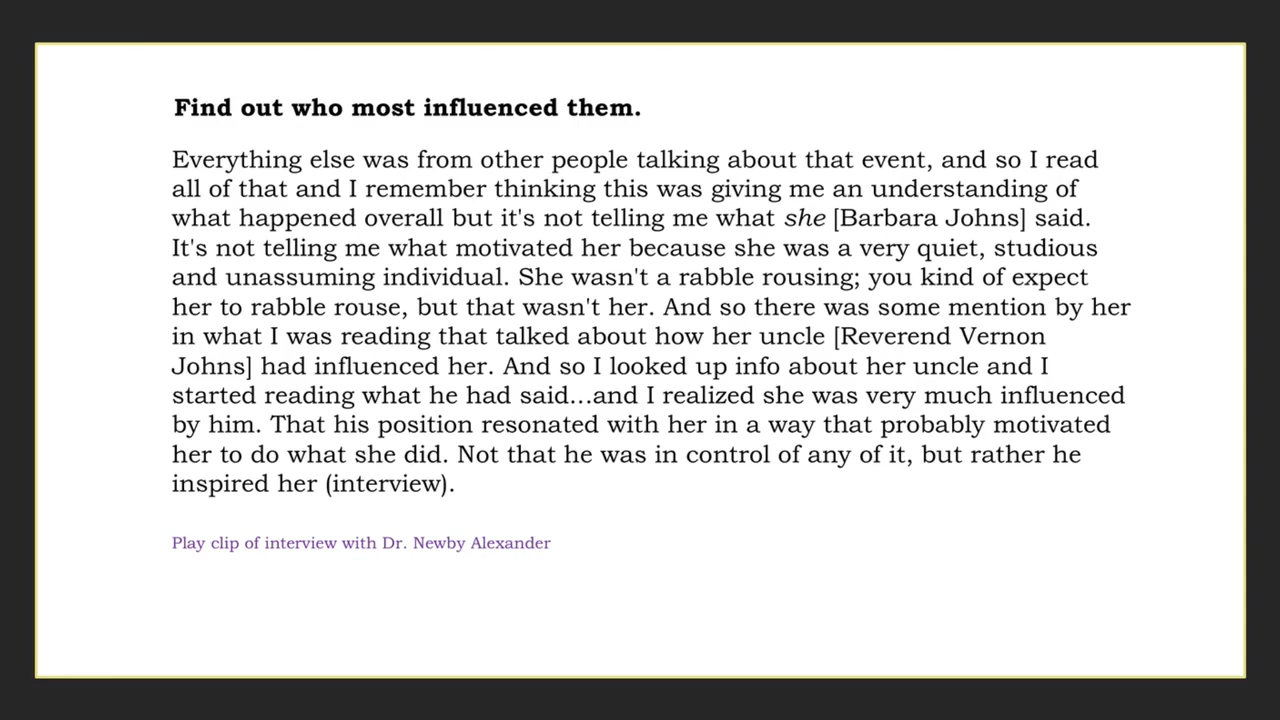 Find out who most influenced them.
Everything else was from other people talking about that event, and so I read
all of that and I remember thinking this was giving me an understanding of
what happened overall but it's not telling me what she [Barbara Johns] said.
It's not telling me what motivated her because she was a very quiet, studious
and unassuming individual. She wasn't a rabble rousing; you kind of expect
her to rabble rouse, but that wasn't her. And so there was some mention by her
in what I was reading that talked about how her uncle [Reverend Vernon
Johns] had influenced her. And so I looked up info about her uncle and I
started reading what he had said...and I realized she was very much influenced
by him. That his position resonated with her in a way that probably motivated
her to do what she did. Not that he was in control of any of it, but rather he
inspired her (interview).
Play clip of interview with Dr. Newby Alexander